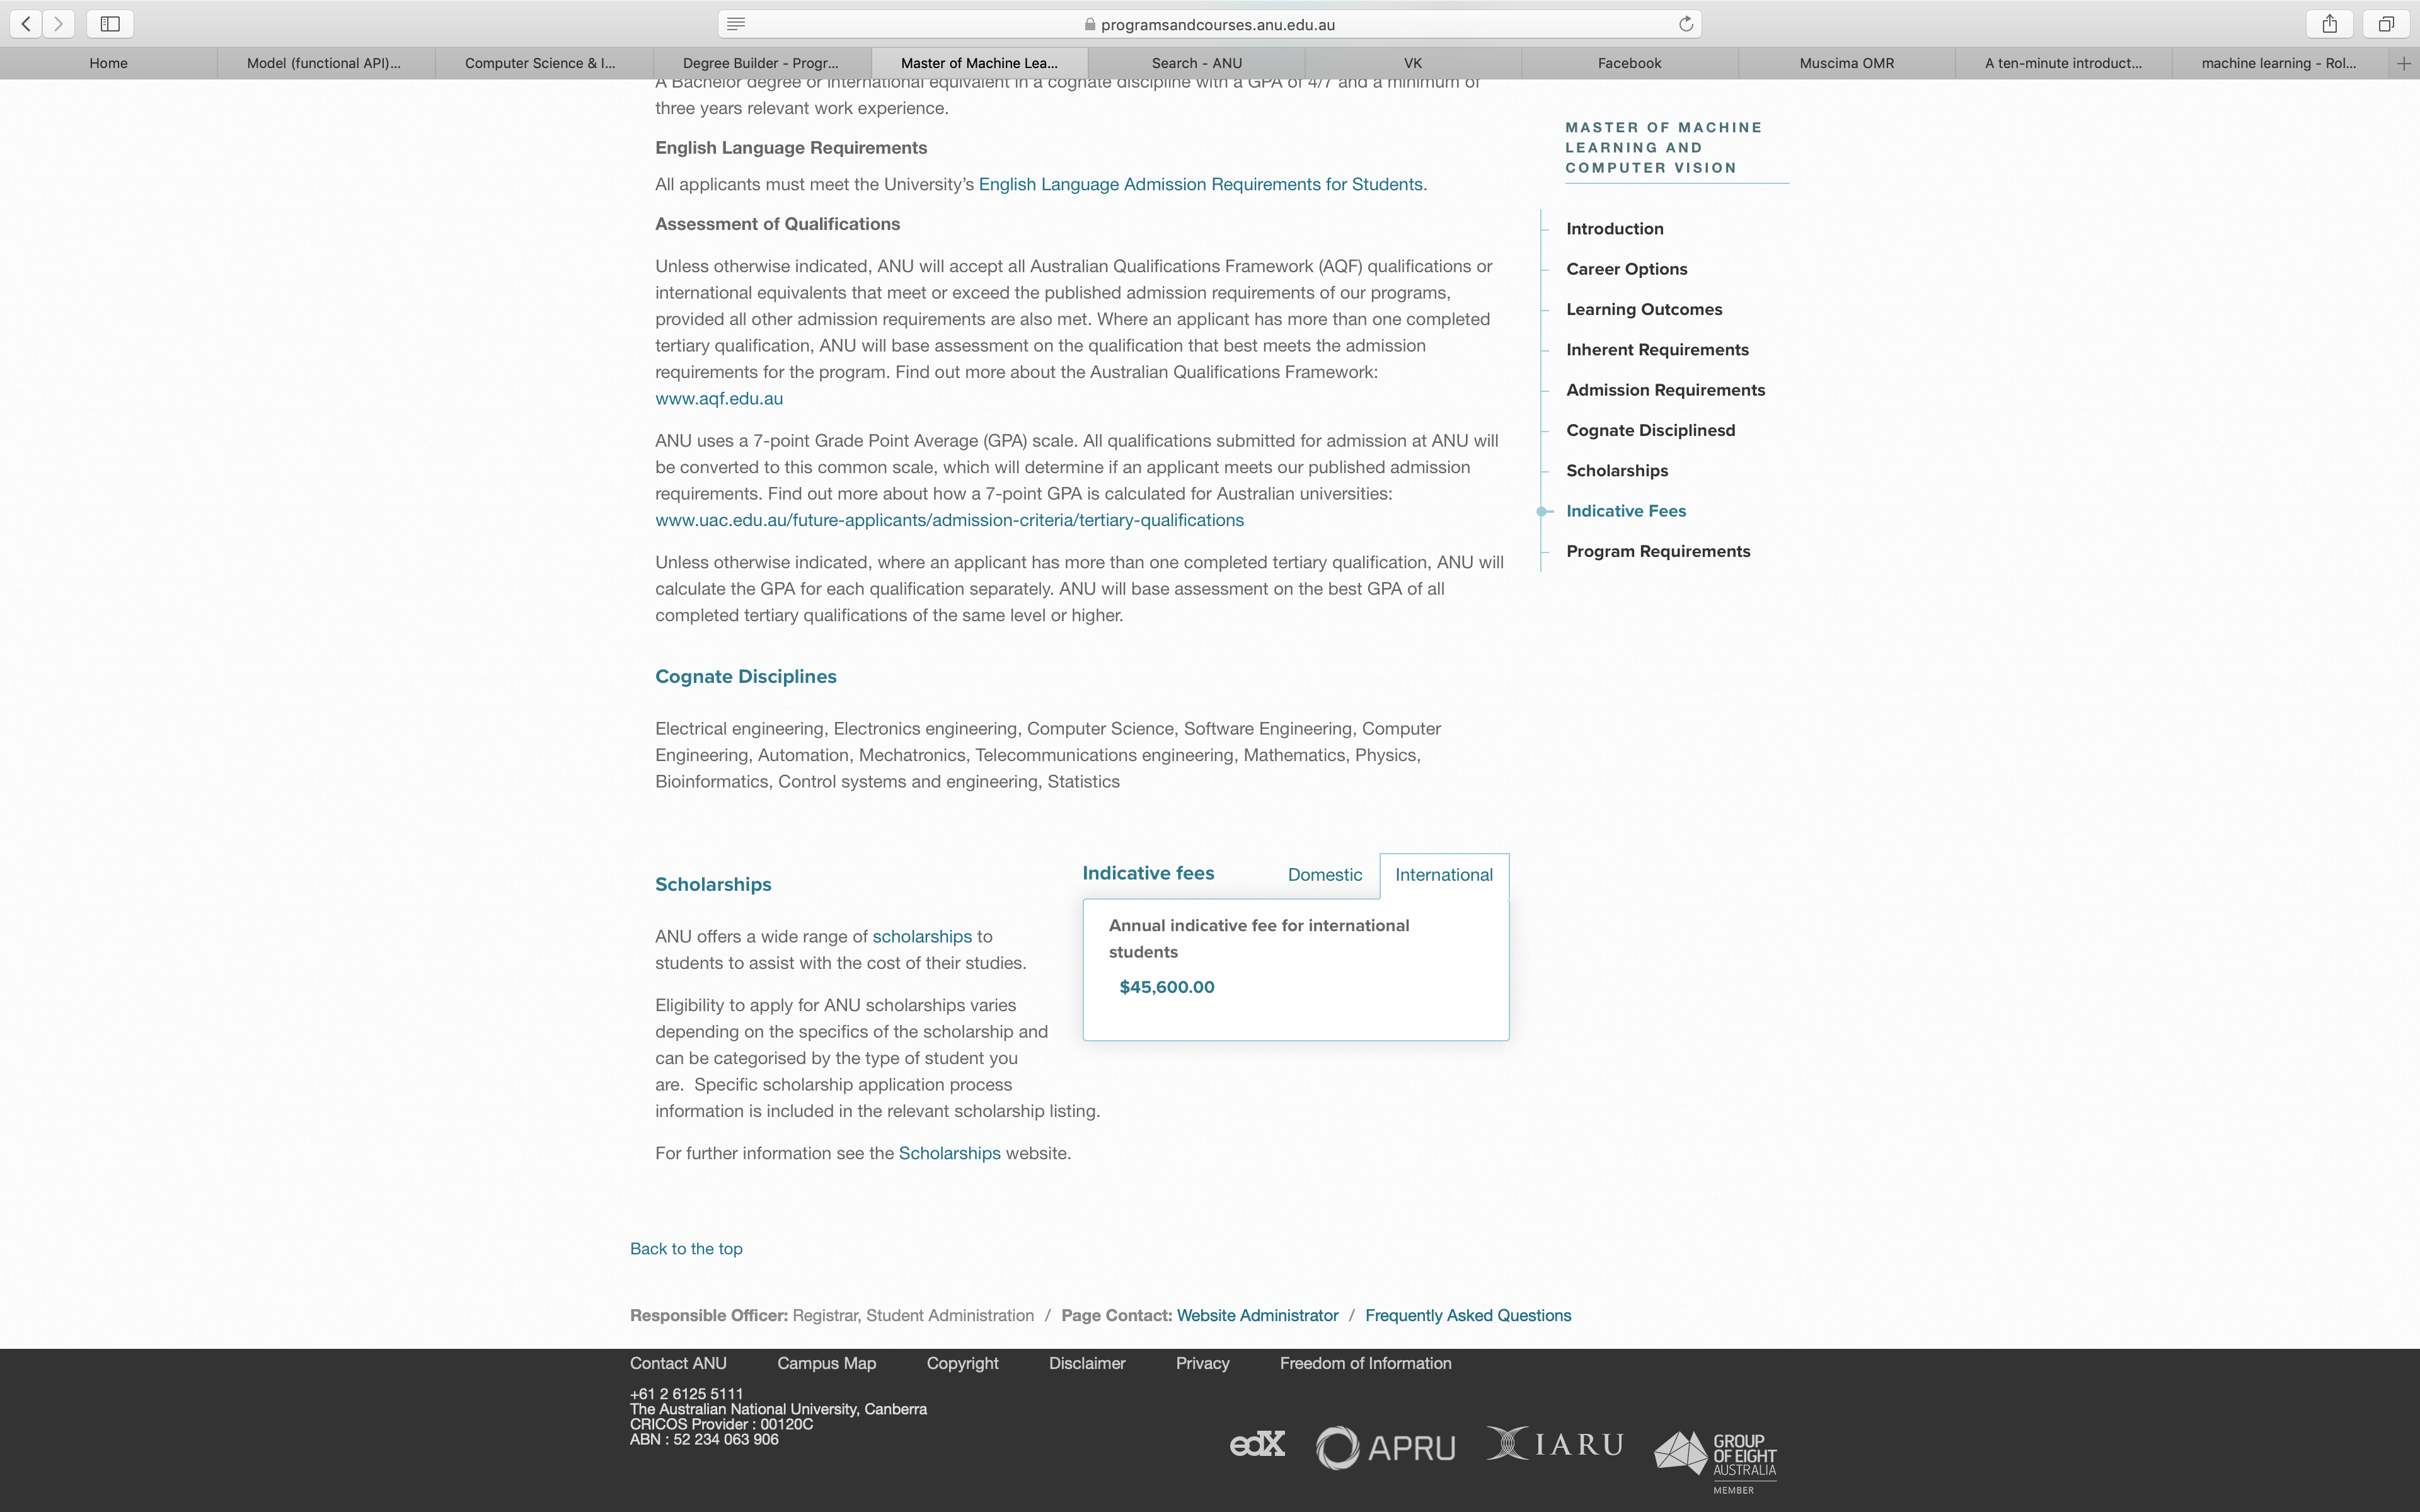 programsandcourses.anu.edu.au
Home
Model (functional API)...
Computer Science & I...
Degree Builder - Progr...
Master of Machine Lea...
Search - ANU
VK
Facebook
Muscima OMR
A ten-minute introduct...
machine learning - Rol...
A Bachelor degree or international equivalent in a cognate discipline with a GPA of 4/7 and a minimum of
three years relevant work experience.
English Language Requirements
All applicants must meet the University’s English Language Admission Requirements for Students.
Assessment of Qualifications
Unless otherwise indicated, ANU will accept all Australian Qualifications Framework (AQF) qualifications or
international equivalents that meet or exceed the published admission requirements of our programs,
provided all other admission requirements are also met. Where an applicant has more than one completed
tertiary qualification, ANU will base assessment on the qualification that best meets the admission
requirements for the program. Find out more about the Australian Qualifications Framework:
www.aqf.edu.au
ANU uses a 7-point Grade Point Average (GPA) scale. All qualifications submitted for admission at ANU will
be converted to this common scale, which will determine if an applicant meets our published admission
requirements. Find out more about how a 7-point GPA is calculated for Australian universities:
www.uac.edu.au/future-applicants/admission-criteria/tertiary-qualifications
Unless otherwise indicated, where an applicant has more than one completed tertiary qualification, ANU will
calculate the GPA for each qualification separately. ANU will base assessment on the best GPA of all
completed tertiary qualifications of the same level or higher.
Cognate Disciplines
Electrical engineering, Electronics engineering, Computer Science, Software Engineering, Computer
Engineering, Automation, Mechatronics, Telecommunications engineering, Mathematics, Physics,
Bioinformatics, Control systems and engineering, Statistics
Scholarships
ANU offers a wide range of scholarships to
students to assist with the cost of their studies.
Eligibility to apply for ANU scholarships varies
depending on the specifics of the scholarship and
can be categorised by the type of student you
are.  Specific scholarship application process
information is included in the relevant scholarship listing.
For further information see the Scholarships website.
Indicative fees
Domestic
International
Annual indicative fee for international
students
$45,600.00
MASTER OF MACHINE
LEARNING AND
COMPUTER VISION
Introduction
Career Options
Learning Outcomes
Inherent Requirements
Admission Requirements
Cognate Disciplinesd
Scholarships
Indicative Fees
Program Requirements
Back to the top
Responsible Officer: Registrar, Student Administration / Page Contact: Website Administrator / Frequently Asked Questions
Contact ANU
Campus Map
Copyright
Disclaimer
Privacy
Freedom of Information
+61 2 6125 5111
The Australian National University, Canberra
CRICOS Provider : 00120C
ABN : 52 234 063 906
edX
APRU
IARU
GROUP
OF EIGHT
AUSTRALIA
MEMBER